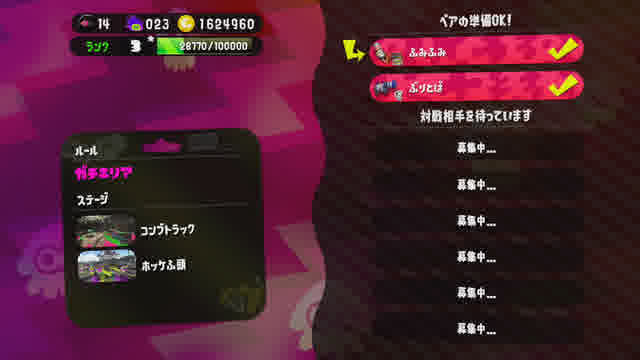 14 023 1624960
ランク 3 28770/100000
ペアの準備OK!
ふみふみ
ぷりとば
対戦相手を待っています
募集中...
募集中...
募集中...
募集中...
募集中...
募集中...
ルール
ガチホコリア
ステージ
コンブトラック
ホッケふ頭